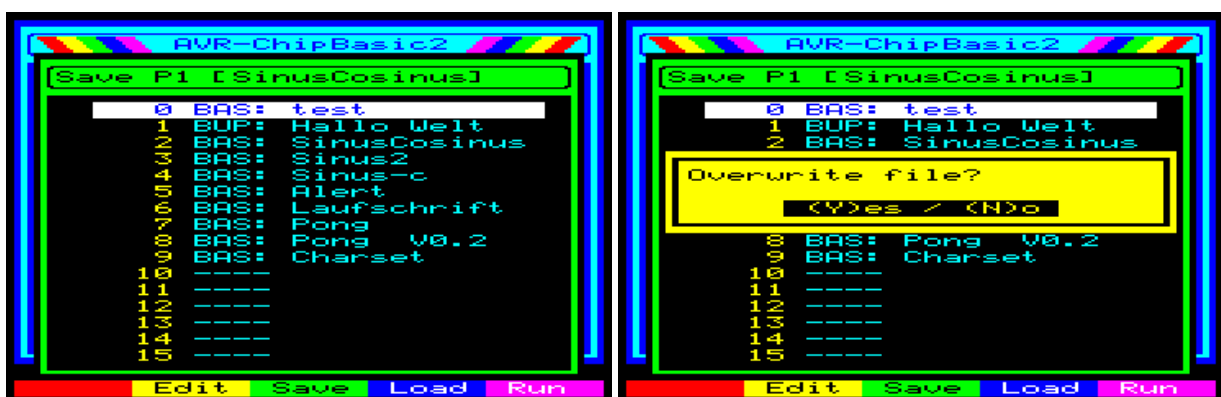 AVR-ChipBasic2
Save P1 [SinusCosinus]
0 BAS: test
1 BUP: Hallo Welt
2 BAS: SinusCosinus
3 BAS: Sinus2
4 BAS: Sinus-c
5 BAS: Alert
6 BAS: Laufschrift
7 BAS: Pong
8 BAS: Pong V0.2
9 BAS: Charset
10 ----
11 ----
12 ----
13 ----
14 ----
15 ----
Edit Save Load Run
AVR-ChipBasic2
Save P1 [SinusCosinus]
0 BAS: test
1 BUP: Hallo Welt
2 BAS: SinusCosinus
Overwrite file?
(Y)es / (N)o
8 BAS: Pong V0.2
9 BAS: Charset
10 ----
11 ----
12 ----
13 ----
14 ----
15 ----
Edit Save Load Run